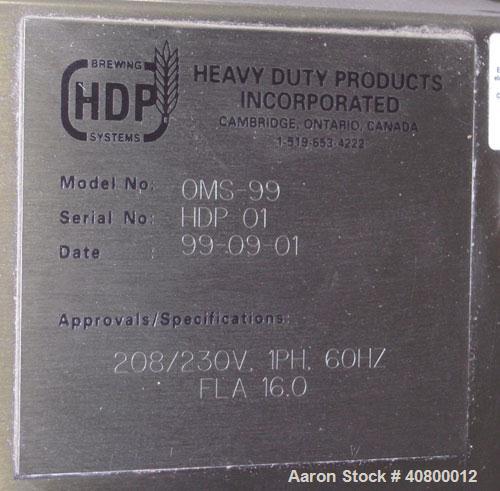 BREWING
HDP
SYSTEMS
HEAVY DUTY PRODUCTS
INCORPORATED
CAMBRIDGE, ONTARIO, CANADA
1-519-653-4222
Model No: OMS-99
Serial No: HDP 01
Date : 99-09-01
Approvals/Specifications:
208/230V, 1PH, 60HZ
FLA 16.0
Aaron Stock # 40800012